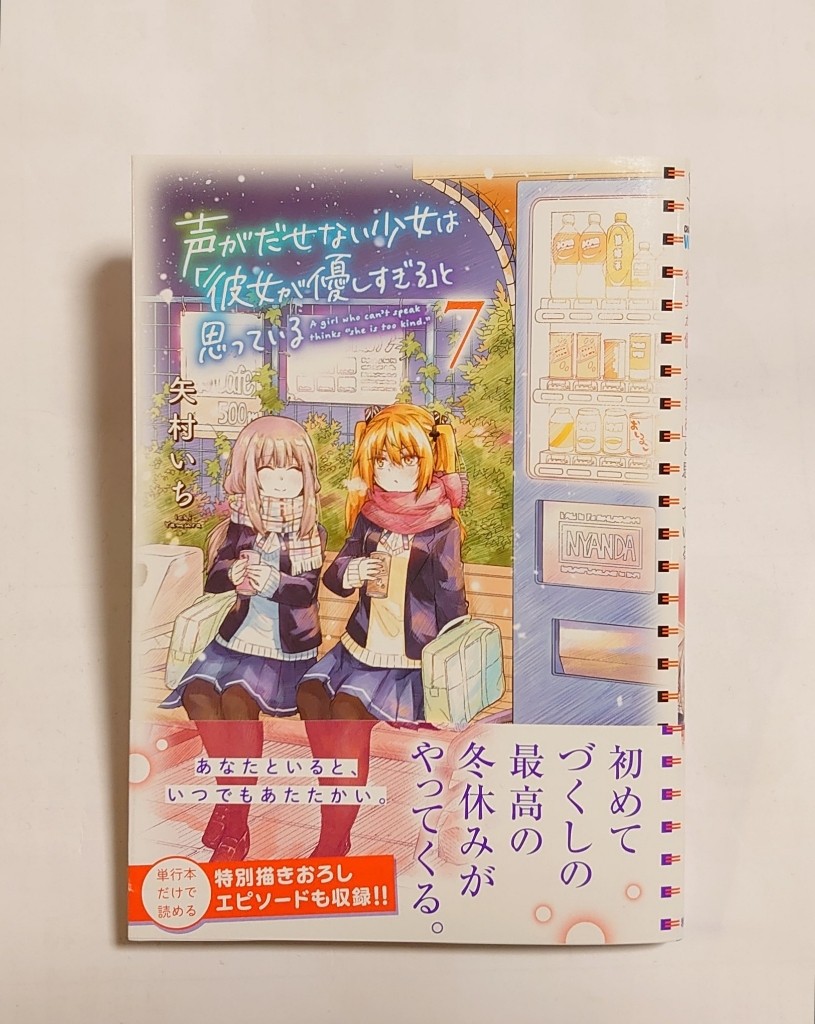 声がだせない少女は
「彼女が優しすぎる」と
思っている
A girl who can't speak
thinks "she is too kind."
7
矢村いち
Ichi
Yamura
cafe
500
NYANDA
初めて
づくしの
最高の
冬休みが
やってくる。
あなたといると、
いつでもあたたかい。
単行本
だけで
読める
特別描きおろし
エピソードも収録!!